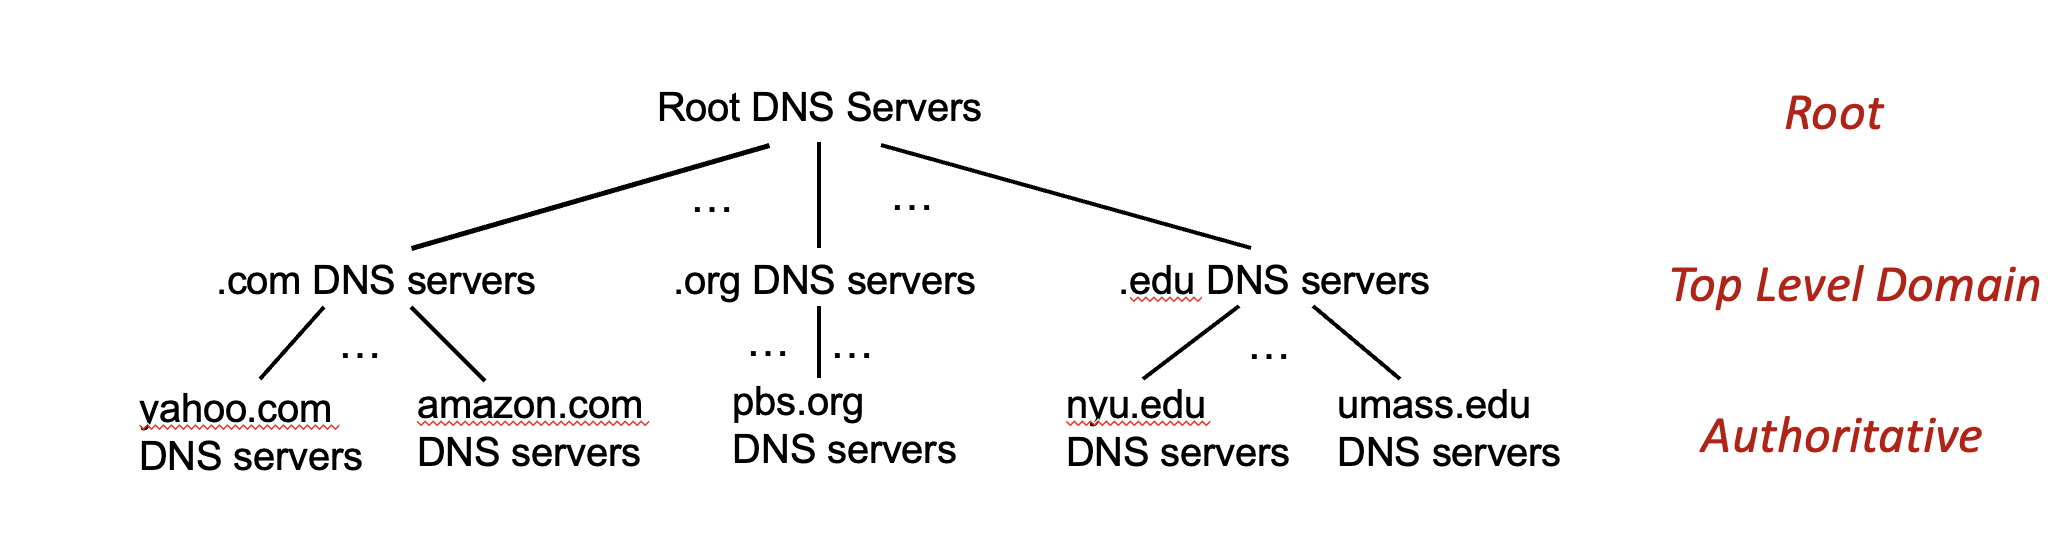 Root DNS Servers
Root
...
...
.com DNS servers
.org DNS servers
.edu DNS servers
Top Level Domain
...
...
...
...
yahoo.com
DNS servers
amazon.com
DNS servers
pbs.org
DNS servers
nyu.edu
DNS servers
umass.edu
DNS servers
Authoritative